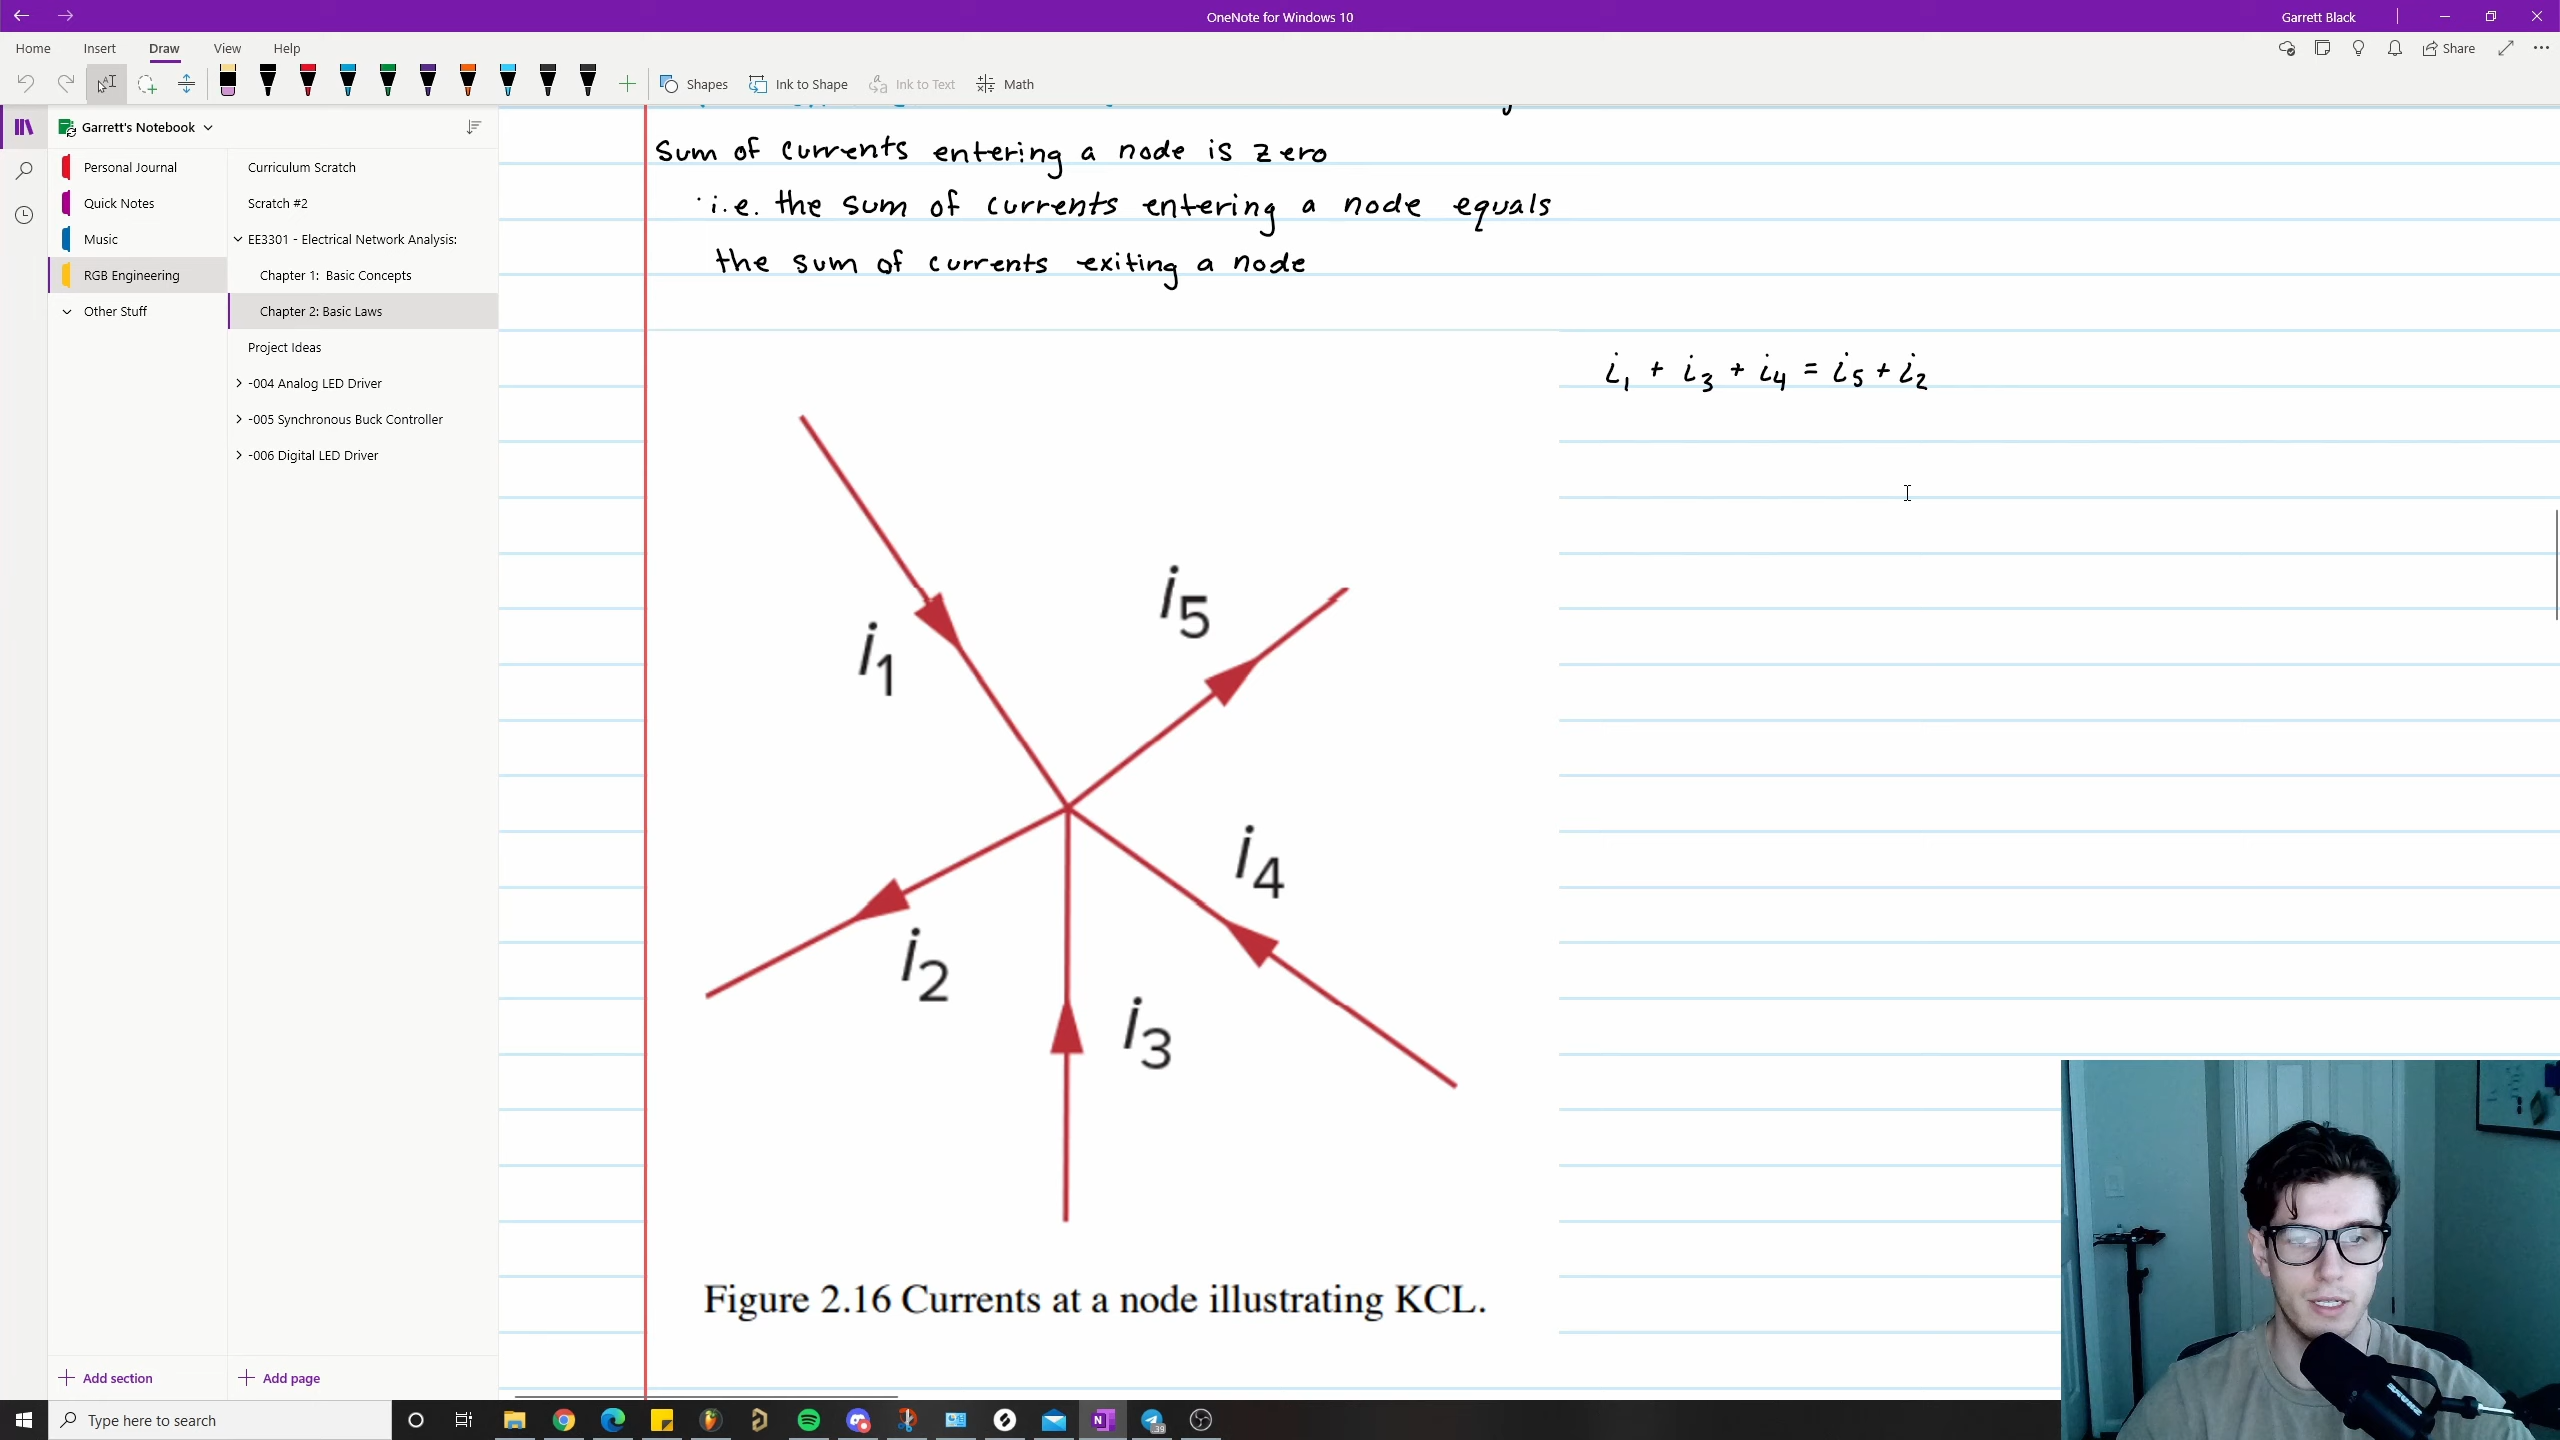 OneNote for Windows 10
Garrett Black
Home Insert Draw View Help
Share
Shapes Ink to Shape Ink to Text Math
Garrett's Notebook
Personal Journal
Quick Notes
Music
RGB Engineering
Other Stuff
Curriculum Scratch
Scratch #2
EE3301 - Electrical Network Analysis:
Chapter 1: Basic Concepts
Chapter 2: Basic Laws
Project Ideas
-004 Analog LED Driver
-005 Synchronous Buck Controller
-006 Digital LED Driver
Sum of currents entering a node is zero
· i.e. the sum of currents entering a node equals
the sum of currents exiting a node
i₁ + i₃ + i₄ = i₅ + i₂
i₅
i₁
i₄
i₂
i₃
Figure 2.16 Currents at a node illustrating KCL.
Add section
Add page
Type here to search